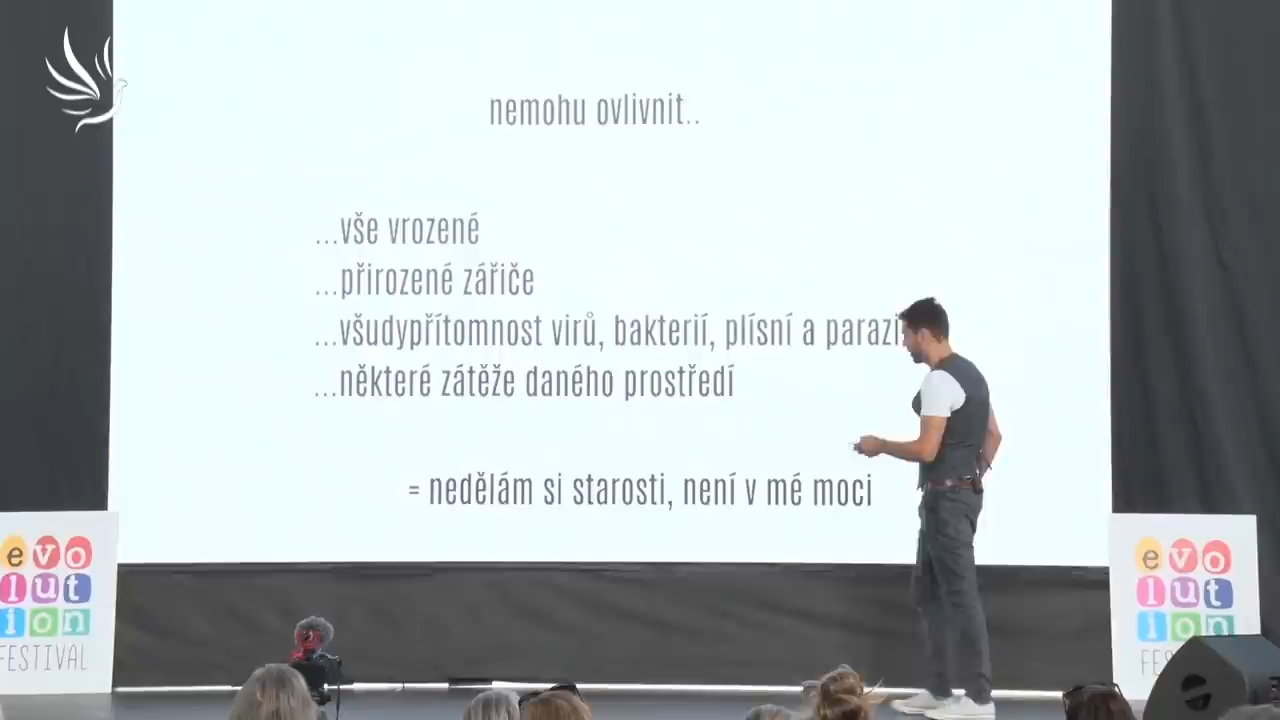 nemohu ovlivnit..
...vše vrozené
...přirozené zářiče
...všudypřítomnost virů, bakterií, plísní a
...některé zátěže daného prostředí
= nedělám si starosti, není v mé moci
evo
lut
ion
FESTIVAL
evo
lut
ion